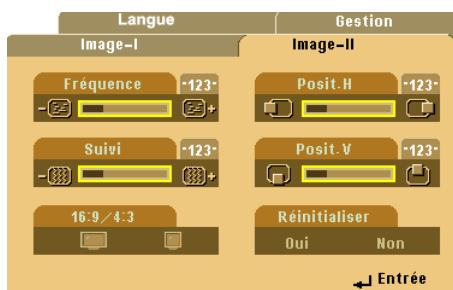 Langue Gestion
Image-I Image-II
Fréquence -123- Posit.H -123-
- +
Suivi -123- Posit.V -123-
- +
16:9/4:3 Réinitialiser
Oui Non
Entrée